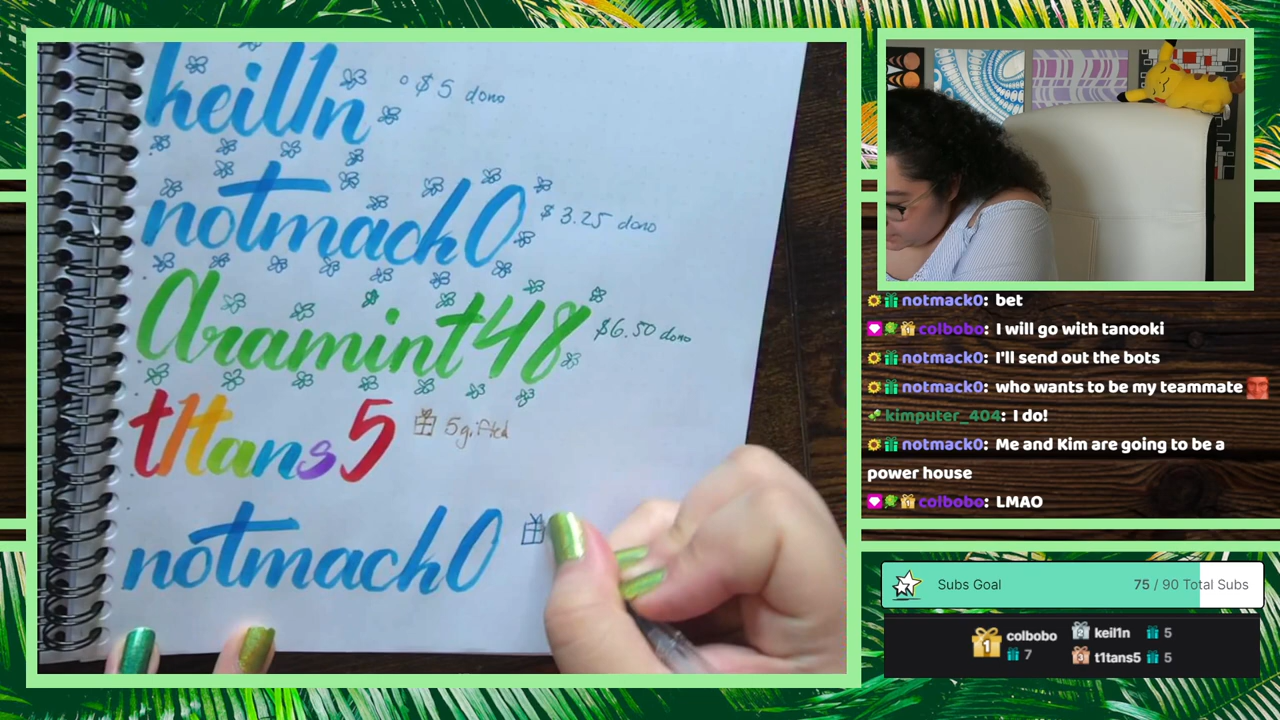 keil1n
$5 dono
notmack0
$3.25 dono
Aramint48
$6.50 dono
t1tans5
5 gifted
notmack0
notmack0: bet
colbobo: I will go with tanooki
notmack0: I'll send out the bots
notmack0: who wants to be my teammate
kimputer_404: I do!
notmack0: Me and Kim are going to be a
power house
colbobo: LMAO
Subs Goal 75 / 90 Total Subs
1 colbobo 7
2 keil1n 5
3 t1tans5 5